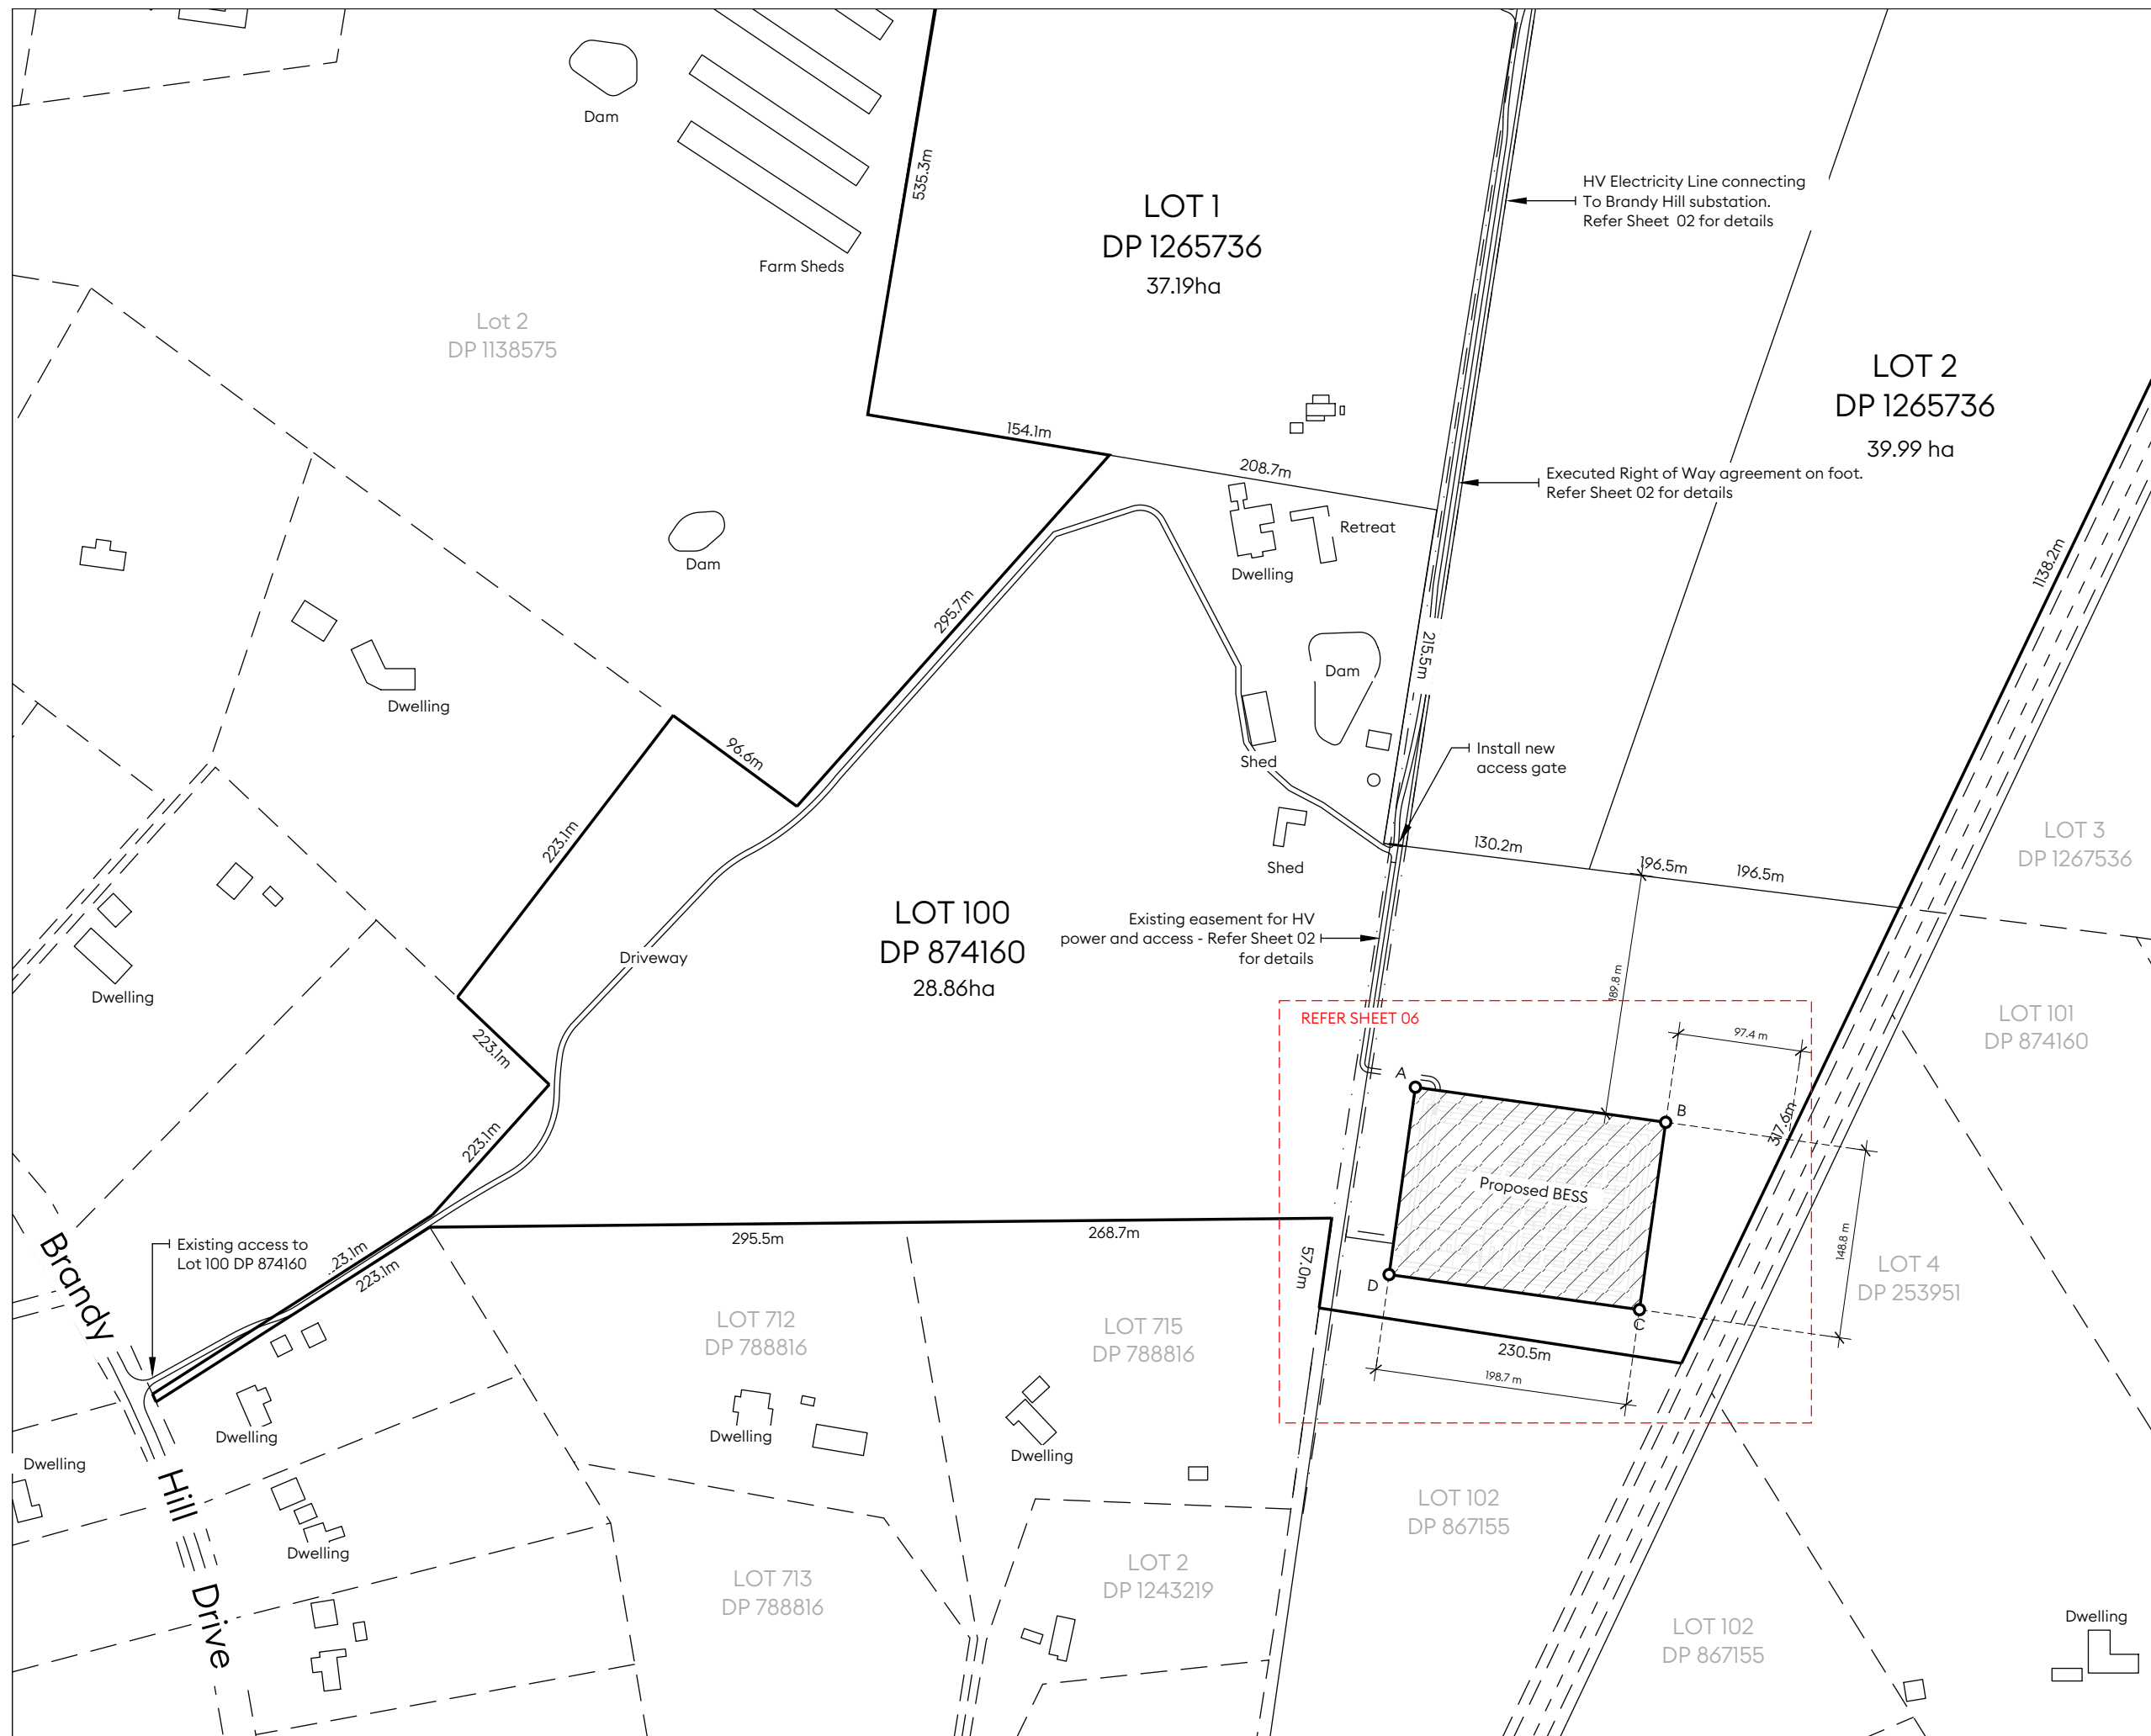 Dam
535.3m
LOT 1
DP 1265736
37.19ha
HV Electricity Line connecting
To Brandy Hill substation.
Refer Sheet 02 for details
Farm Sheds
Lot 2
DP 1138575
LOT 2
DP 1265736
39.99 ha
154.1m
208.7m
Executed Right of Way agreement on foot.
Refer Sheet 02 for details
Retreat
Dwelling
Dam
1138.2m
295.7m
215.5m
Dam
Dwelling
96.6m
Shed
Install new
access gate
223.1m
Shed
130.2m
196.5m
196.5m
LOT 3
DP 1267536
LOT 100
DP 874160
28.86ha
Existing easement for HV
power and access - Refer Sheet 02
for details
Driveway
Dwelling
89.8 m
REFER SHEET 06
LOT 101
DP 874160
97.4 m
223.1m
A
B
317.6m
223.1m
Proposed BESS
Brandy
Hill
Drive
Existing access to
Lot 100 DP 874160
23.1m
223.1m
295.5m
268.7m
57.0m
D
C
148.8 m
LOT 4
DP 253951
LOT 712
DP 788816
LOT 715
DP 788816
230.5m
198.7 m
Dwelling
Dwelling
Dwelling
Dwelling
LOT 102
DP 867155
Dwelling
LOT 713
DP 788816
LOT 2
DP 1243219
LOT 102
DP 867155
Dwelling